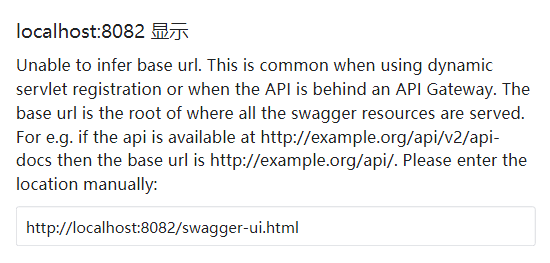 localhost:8082 显示
Unable to infer base url. This is common when using dynamic
servlet registration or when the API is behind an API Gateway. The
base url is the root of where all the swagger resources are served.
For e.g. if the api is available at http://example.org/api/v2/api-
docs then the base url is http://example.org/api/. Please enter the
location manually:
http://localhost:8082/swagger-ui.html